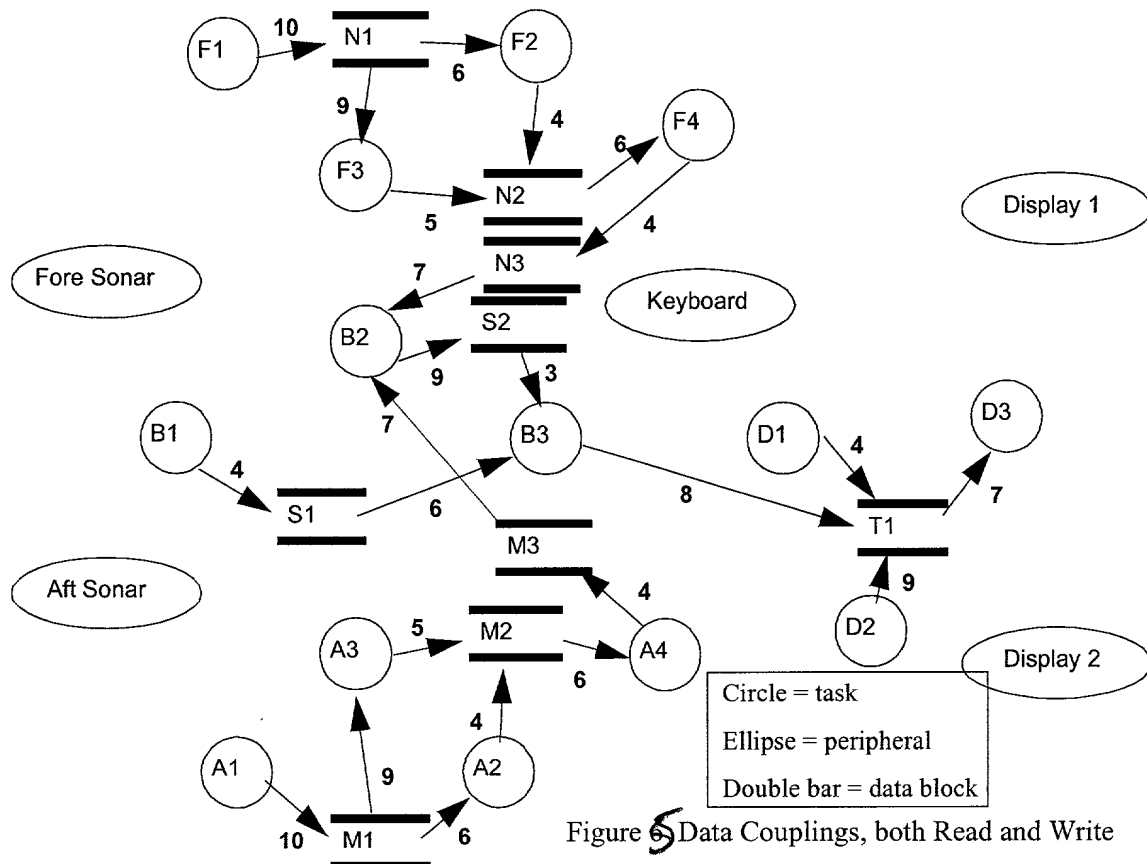 10
F1
N1
F2
6
9
4
F4
6
F3
N2
5
4
Display 1
N3
Fore Sonar
7
Keyboard
S2
B2
9
3
7
D3
B1
B3
D1
4
4
6
8
7
S1
T1
M3
Aft Sonar
4
9
5
M2
D2
A3
A4
6
Display 2
4
Circle = task
Ellipse = peripheral
A1
9
A2
Double bar = data block
10
M1
6
Figure 5 Data Couplings, both Read and Write